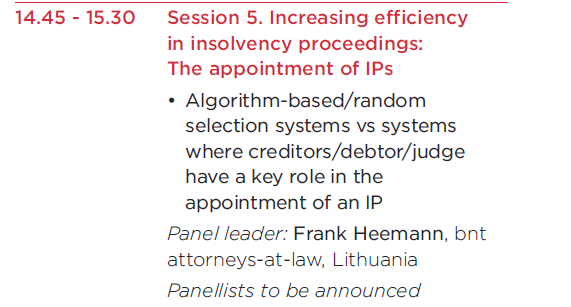 14.45 - 15.30 Session 5. Increasing efficiency
in insolvency proceedings:
The appointment of IPs
• Algorithm-based/random
selection systems vs systems
where creditors/debtor/judge
have a key role in the
appointment of an IP
Panel leader: Frank Heemann, bnt
attorneys-at-law, Lithuania
Panellists to be announced